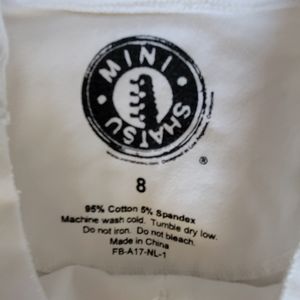 MINI
SHATSU
®
8
95% Cotton 5% Spandex
Machine wash cold. Tumble dry low.
Do not iron. Do not bleach.
Made in China
FB-A17-NL-1